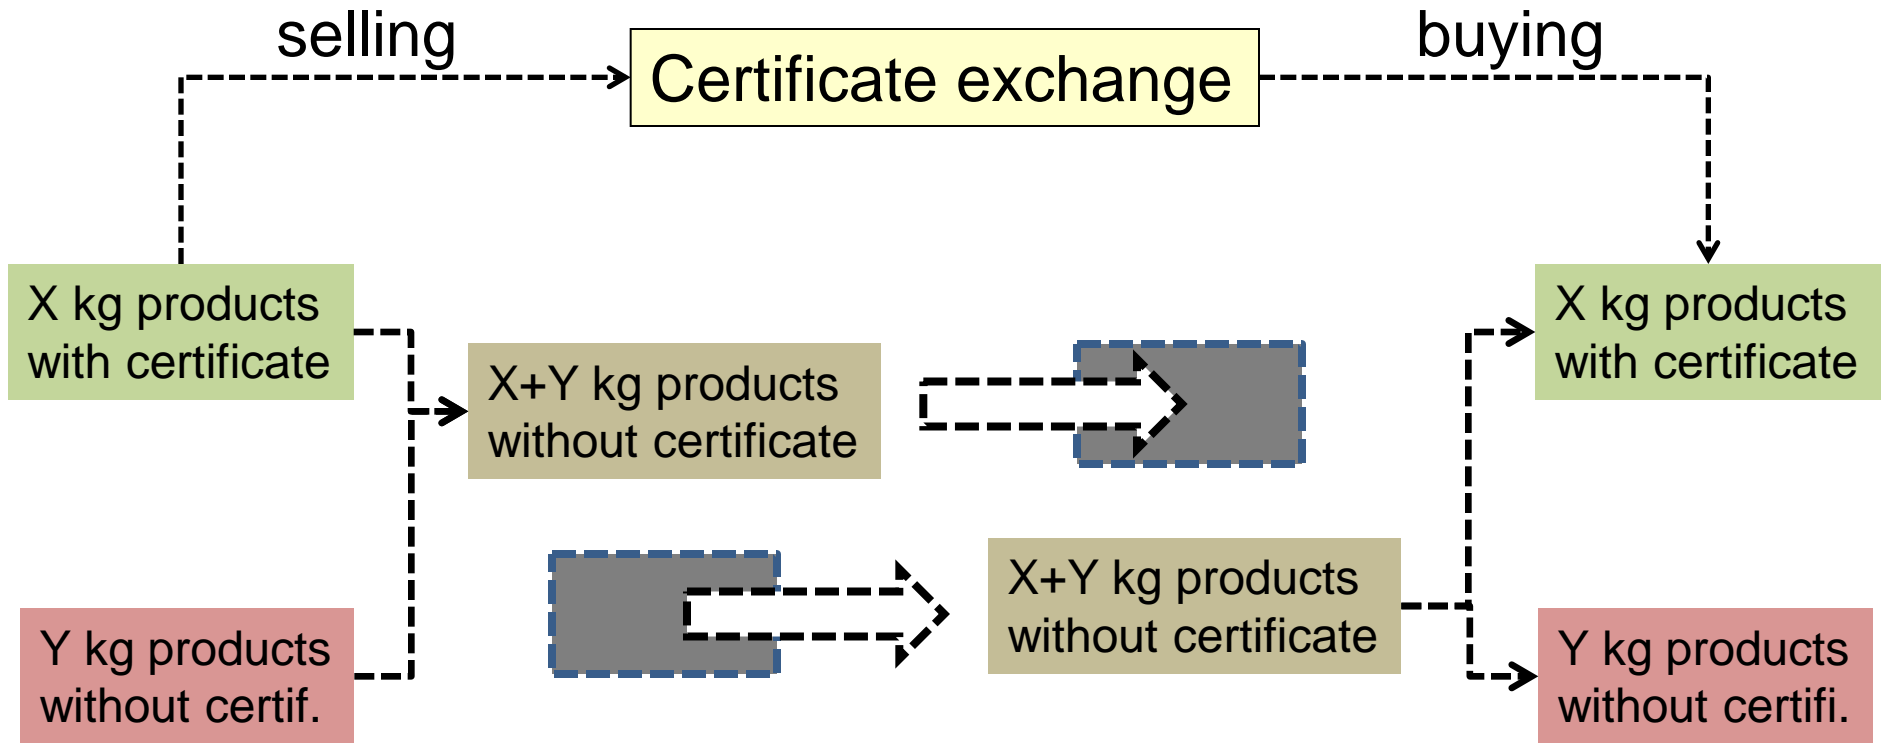 selling
Certificate exchange
buying
X kg products
with certificate
X+Y kg products
without certificate
Y kg products
without certif.
X+Y kg products
without certificate
X kg products
with certificate
Y kg products
without certifi.